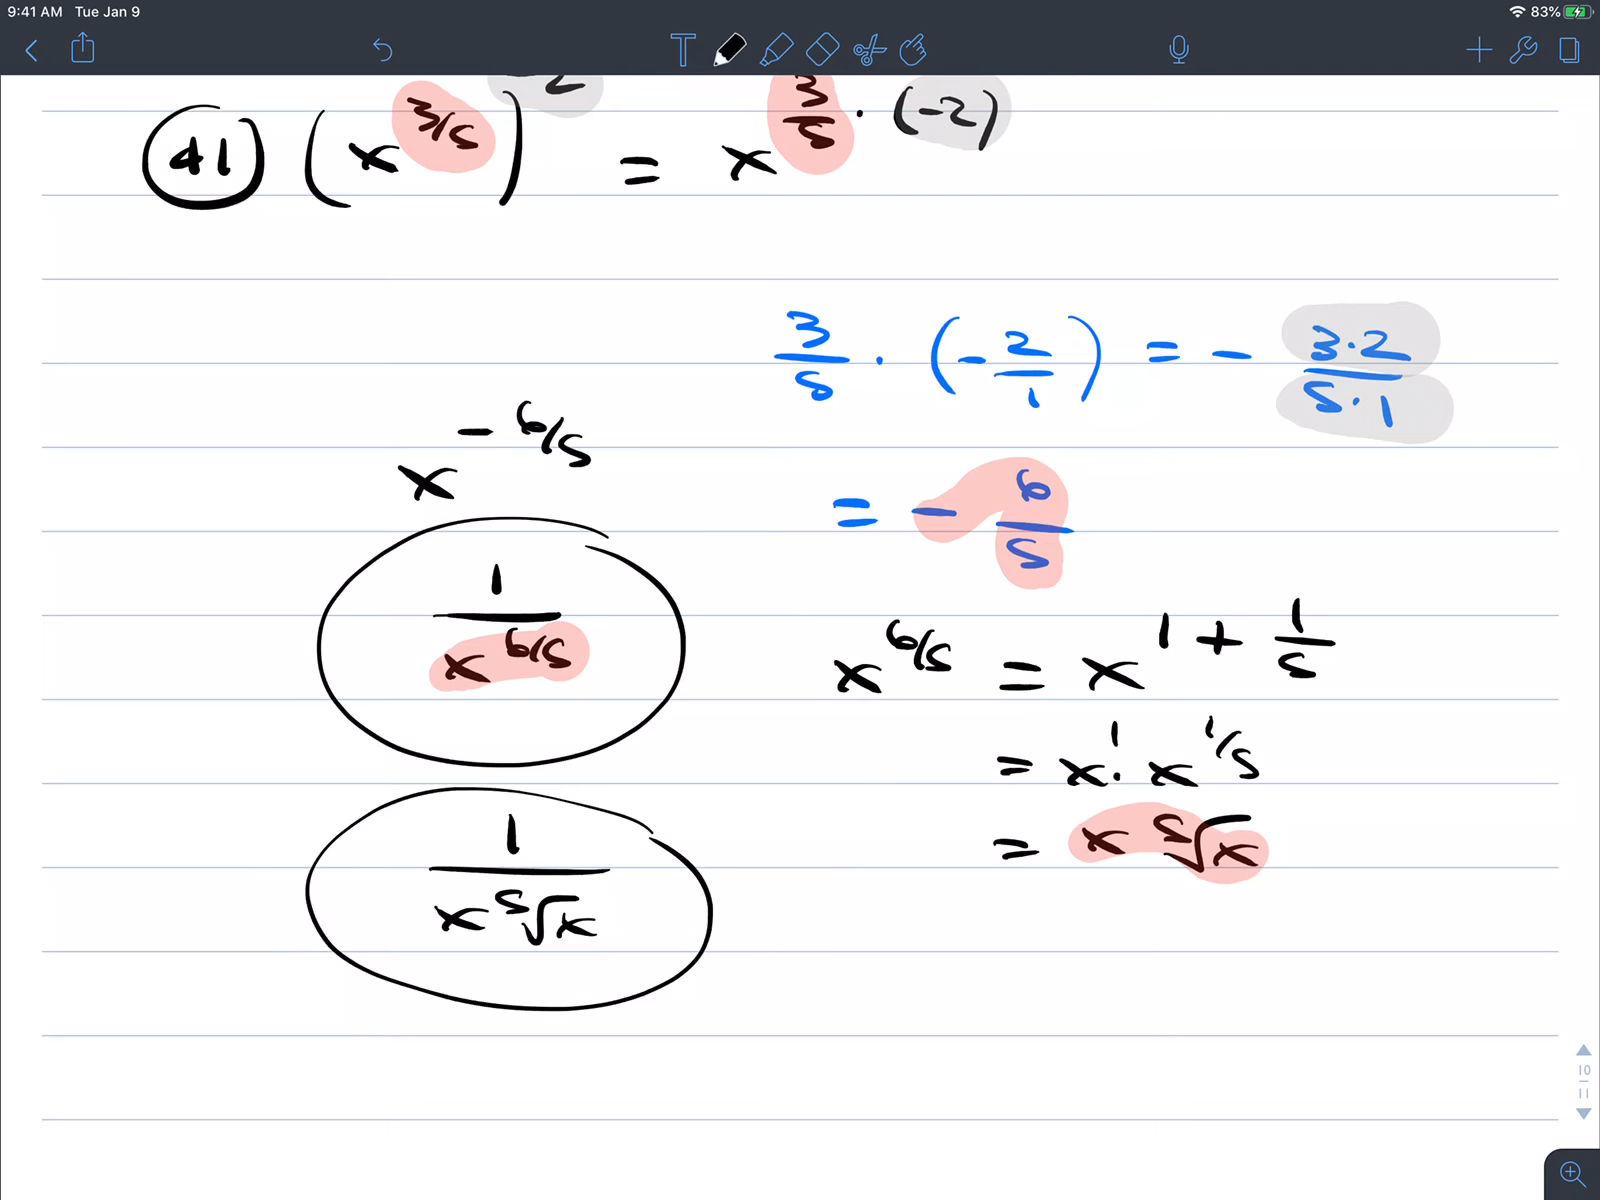 9:41 AM Tue Jan 9 83%
T
41) (x^{3/5})^{-2} = x^{3/5 · (-2)}
3/5 · (-2/1) = - 3·2/5·1
x^{-6/5}
= - 6/5
1/x^{6/5}
x^{6/5} = x^{1 + 1/5}
= x^1 · x^{1/5}
= x ⁵√x
1/(x ⁵√x)
10
11